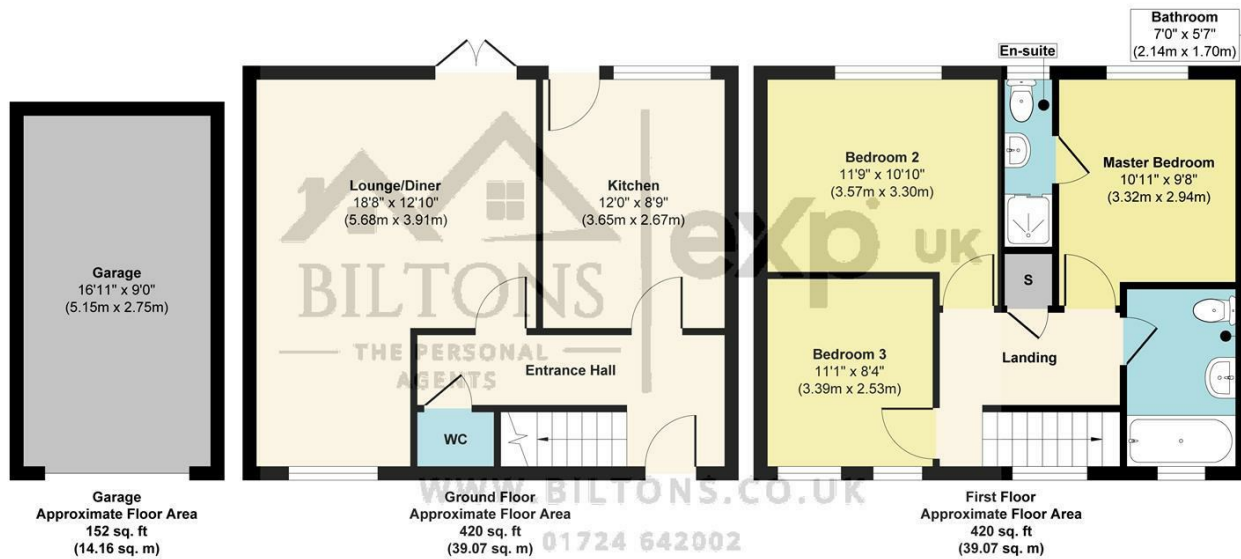 Bathroom
7'0" x 5'7"
(2.14m x 1.70m)
En-suite
Garage
16'11" x 9'0"
(5.15m x 2.75m)
Lounge/Diner
18'8" x 12'10"
(5.68m x 3.91m)
Kitchen
12'0" x 8'9"
(3.65m x 2.67m)
Entrance Hall
WC
Bedroom 2
11'9" x 10'10"
(3.57m x 3.30m)
Master Bedroom
10'11" x 9'8"
(3.32m x 2.94m)
S
Bedroom 3
11'1" x 8'4"
(3.39m x 2.53m)
Landing
BILTONS
THE PERSONAL
AGENTS
exp UK
WWW.BILTONS.CO.UK
01724 642002
Garage
Approximate Floor Area
152 sq. ft
(14.16 sq. m)
Ground Floor
Approximate Floor Area
420 sq. ft
(39.07 sq. m)
First Floor
Approximate Floor Area
420 sq. ft
(39.07 sq. m)